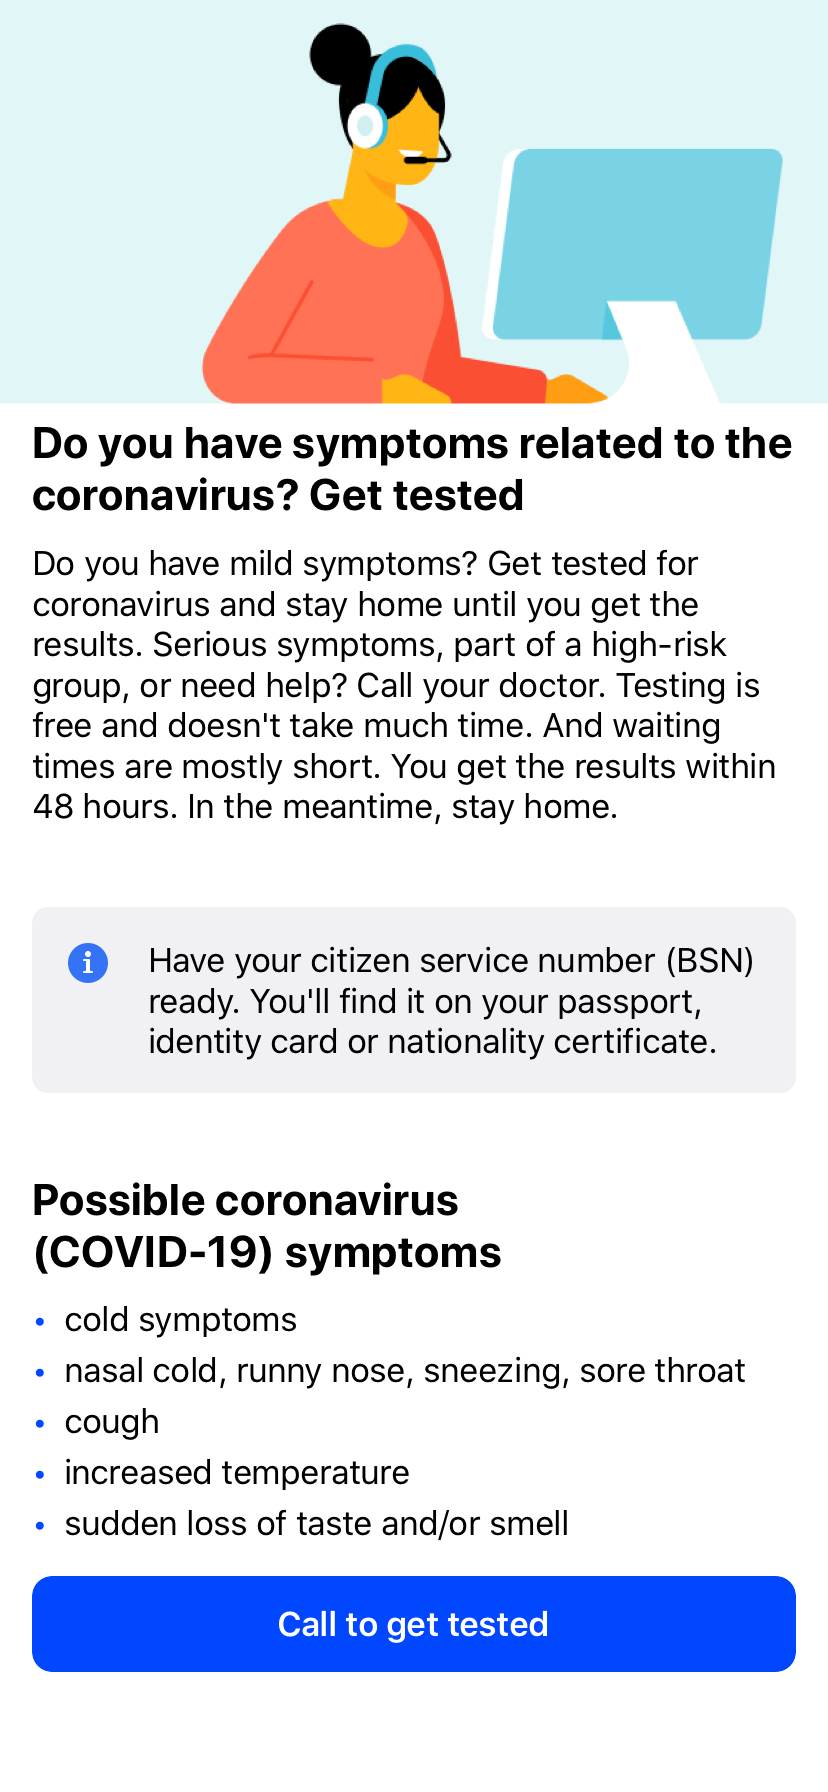 Do you have symptoms related to the
coronavirus? Get tested
Do you have mild symptoms? Get tested for
coronavirus and stay home until you get the
results. Serious symptoms, part of a high-risk
group, or need help? Call your doctor. Testing is
free and doesn't take much time. And waiting
times are mostly short. You get the results within
48 hours. In the meantime, stay home.
i
Have your citizen service number (BSN)
ready. You'll find it on your passport,
identity card or nationality certificate.
Possible coronavirus
(COVID-19) symptoms
• cold symptoms
• nasal cold, runny nose, sneezing, sore throat
• cough
• increased temperature
• sudden loss of taste and/or smell
Call to get tested